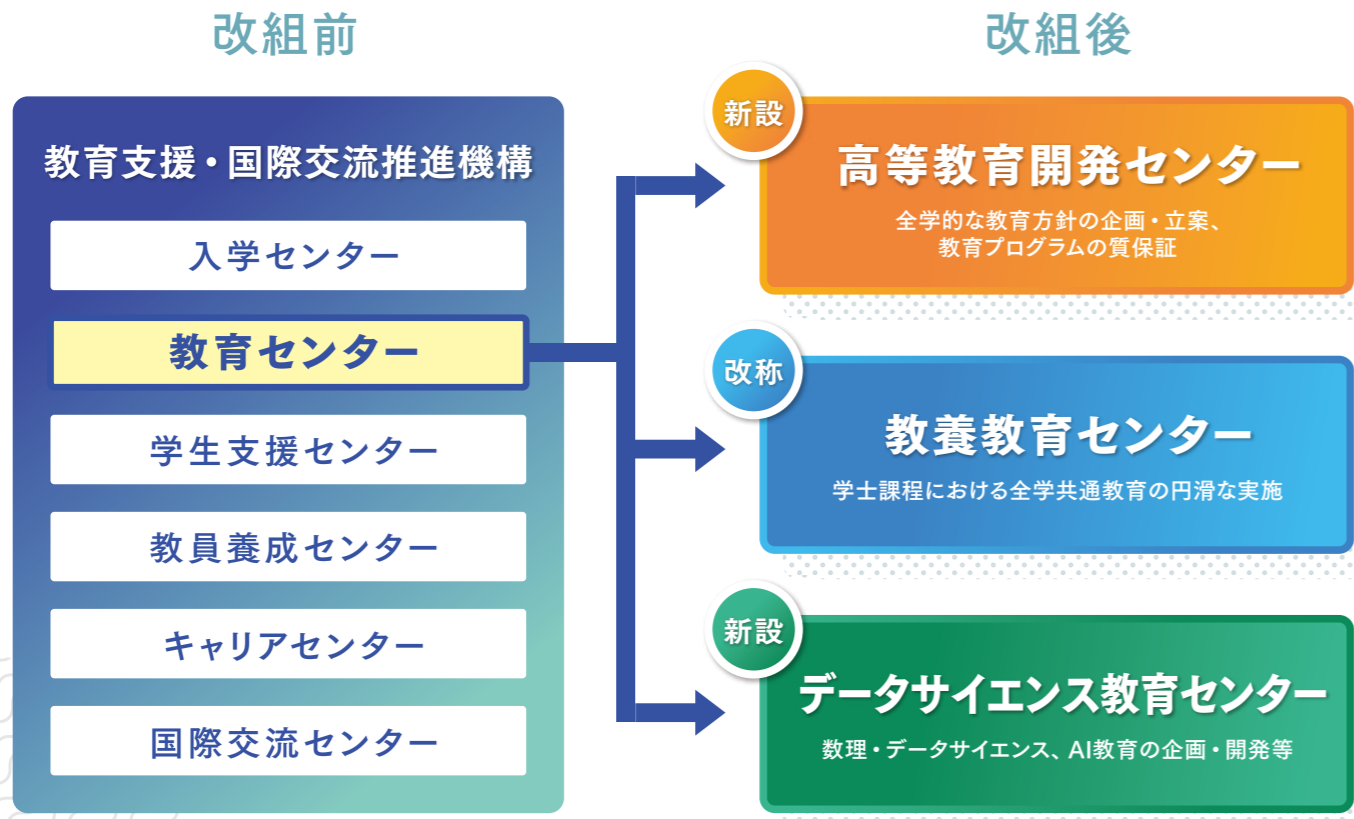 改組前
教育支援・国際交流推進機構
入学センター
教育センター
学生支援センター
教員養成センター
キャリアセンター
国際交流センター
改組後
新設
高等教育開発センター
全学的な教育方針の企画・立案、
教育プログラムの質保証
改称
教養教育センター
学士課程における全学共通教育の円滑な実施
新設
データサイエンス教育センター
数理・データサイエンス、AI教育の企画・開発等